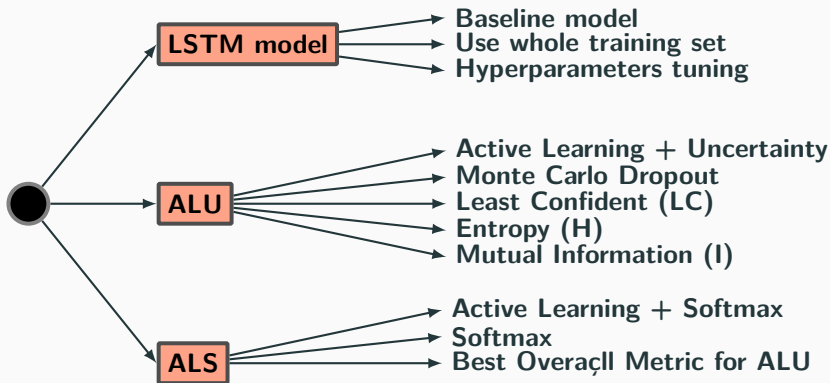 LSTM model
Baseline model
Use whole training set
Hyperparameters tuning
ALU
Active Learning + Uncertainty
Monte Carlo Dropout
Least Confident (LC)
Entropy (H)
Mutual Information (I)
ALS
Active Learning + Softmax
Softmax
Best Overaçll Metric for ALU